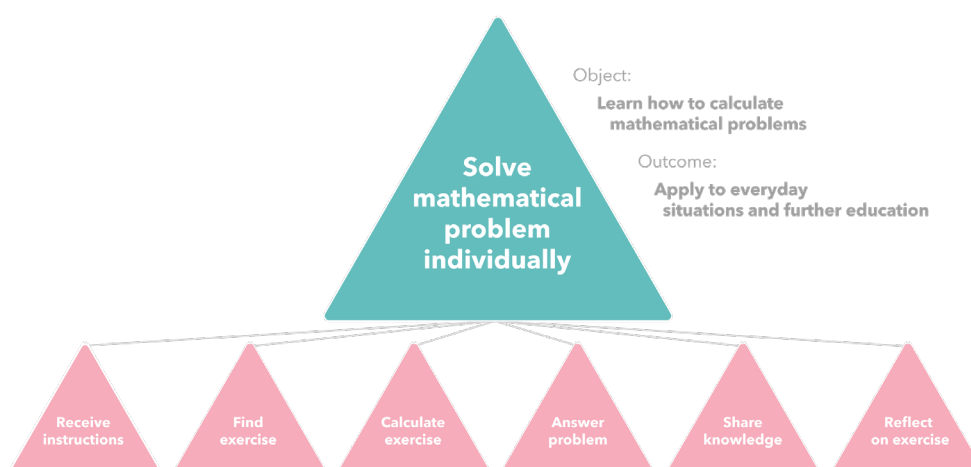 Object:
Learn how to calculate
mathematical problems
Outcome:
Apply to everyday
situations and further education
Solve
mathematical
problem
individually
Receive
instructions
Find
exercise
Calculate
exercise
Answer
problem
Share
knowledge
Reflect
on exercise